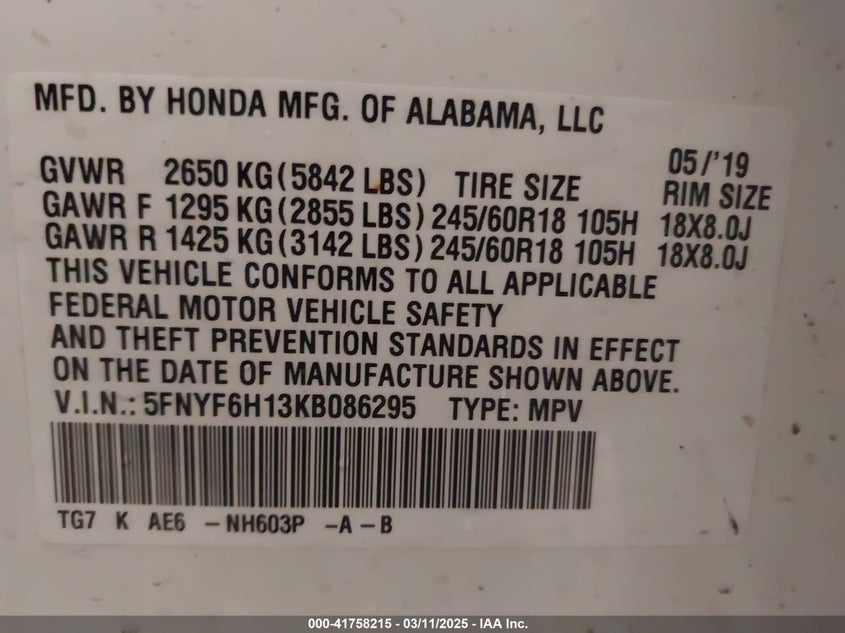 MFD. BY HONDA MFG. OF ALABAMA, LLC
05/'19
GVWR 2650 KG(5842 LBS) TIRE SIZE RIM SIZE
GAWR F 1295 KG(2855 LBS)245/60R18 105H 18X8.0J
GAWR R 1425 KG(3142 LBS)245/60R18 105H 18X8.0J
THIS VEHICLE CONFORMS TO ALL APPLICABLE
FEDERAL MOTOR VEHICLE SAFETY
AND THEFT PREVENTION STANDARDS IN EFFECT
ON THE DATE OF MANUFACTURE SHOWN ABOVE.
V.I.N.: 5FNYF6H13KB086295 TYPE: MPV
TG7 K AE6 -NH603P -A-B
000-41758215 - 03/11/2025 - IAA Inc.